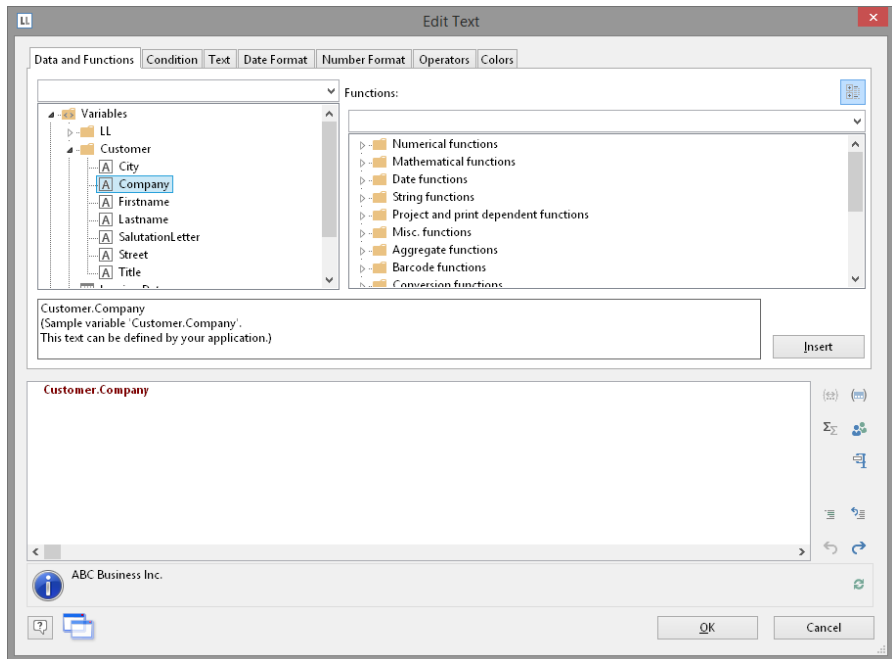 LL
Edit Text
Data and Functions Condition Text Date Format Number Format Operators Colors
Functions:
Variables
LL
Customer
A City
A Company
A Firstname
A Lastname
A SalutationLetter
A Street
A Title
Numerical functions
Mathematical functions
Date functions
String functions
Project and print dependent functions
Misc. functions
Aggregate functions
Barcode functions
Conversion functions
Customer.Company
(Sample variable 'Customer.Company'.
This text can be defined by your application.)
Insert
Customer.Company
ABC Business Inc.
OK
Cancel